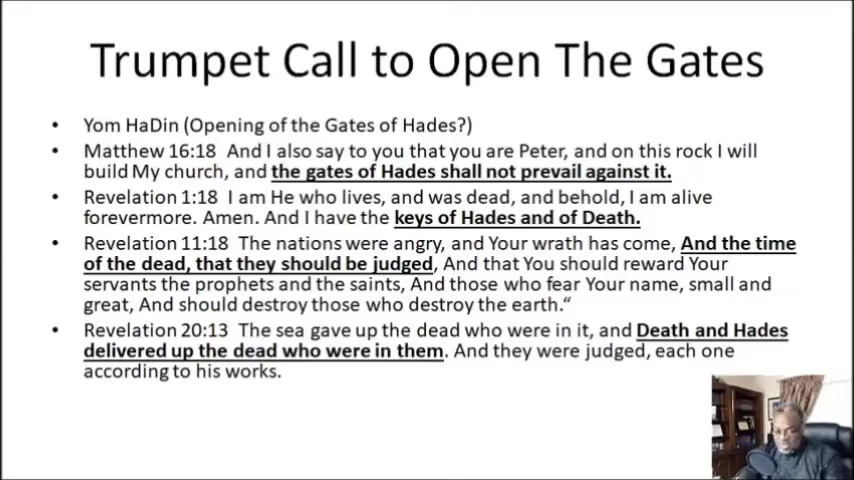 Trumpet Call to Open The Gates
• Yom HaDin (Opening of the Gates of Hades?)
• Matthew 16:18  And I also say to you that you are Peter, and on this rock I will
build My church, and the gates of Hades shall not prevail against it.
• Revelation 1:18  I am He who lives, and was dead, and behold, I am alive
forevermore. Amen. And I have the keys of Hades and of Death.
• Revelation 11:18  The nations were angry, and Your wrath has come, And the time
of the dead, that they should be judged, And that You should reward Your
servants the prophets and the saints, And those who fear Your name, small and
great, And should destroy those who destroy the earth.“
• Revelation 20:13  The sea gave up the dead who were in it, and Death and Hades
delivered up the dead who were in them. And they were judged, each one
according to his works.